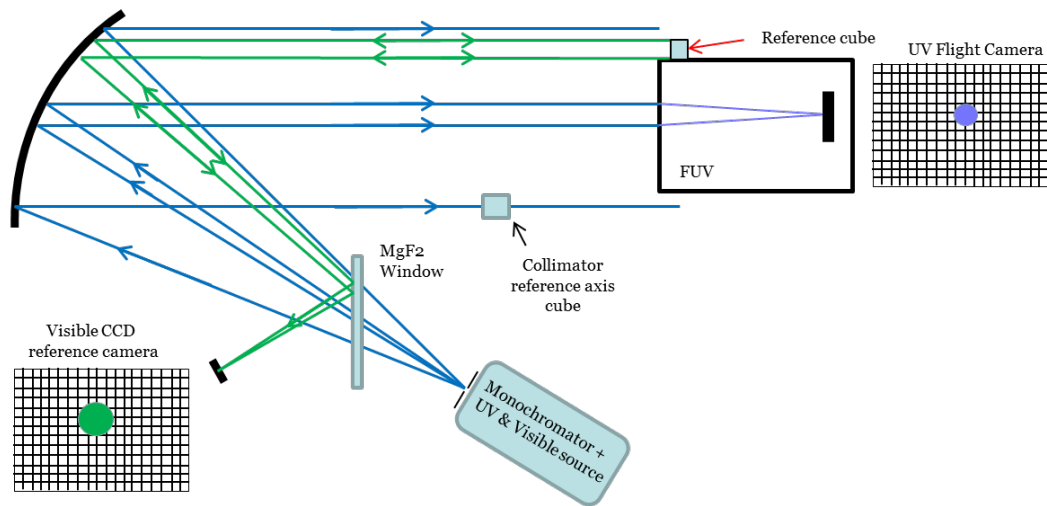 Reference cube
UV Flight Camera
FUV
MgF2
Window
Collimator
reference axis
cube
Visible CCD
reference camera
Monochromator +
UV & Visible source